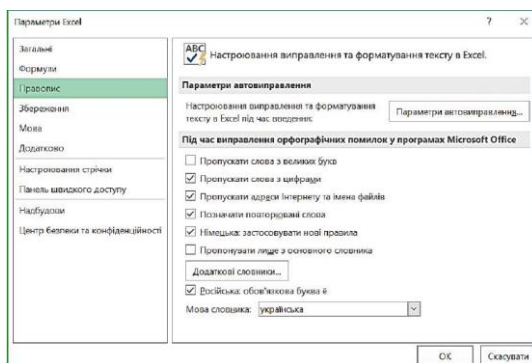 Параметри Excel
? ×
Загальні
Формули
Правопис
Збереження
Мова
Додатково
Настроювання стрічки
Панель швидкого доступу
Надбудови
Центр безпеки та конфіденційності
ABC
Настроювання виправлення та форматування тексту в Excel.
Параметри автовиправлення
Настроювання виправлення та форматування
тексту в Excel під час введення:
Параметри автовиправлення...
Під час виправлення орфографічних помилок у програмах Microsoft Office
Пропускати слова з великих букв
Пропускати слова з цифрами
Пропускати адреси Інтернету та імена файлів
Позначати повторювані слова
Німецька: застосовувати нові правила
Пропонувати лише з основного словника
Додаткові словники...
Російська: обов'язкова буква ё
Мова словника: українська
OK
Скасувати